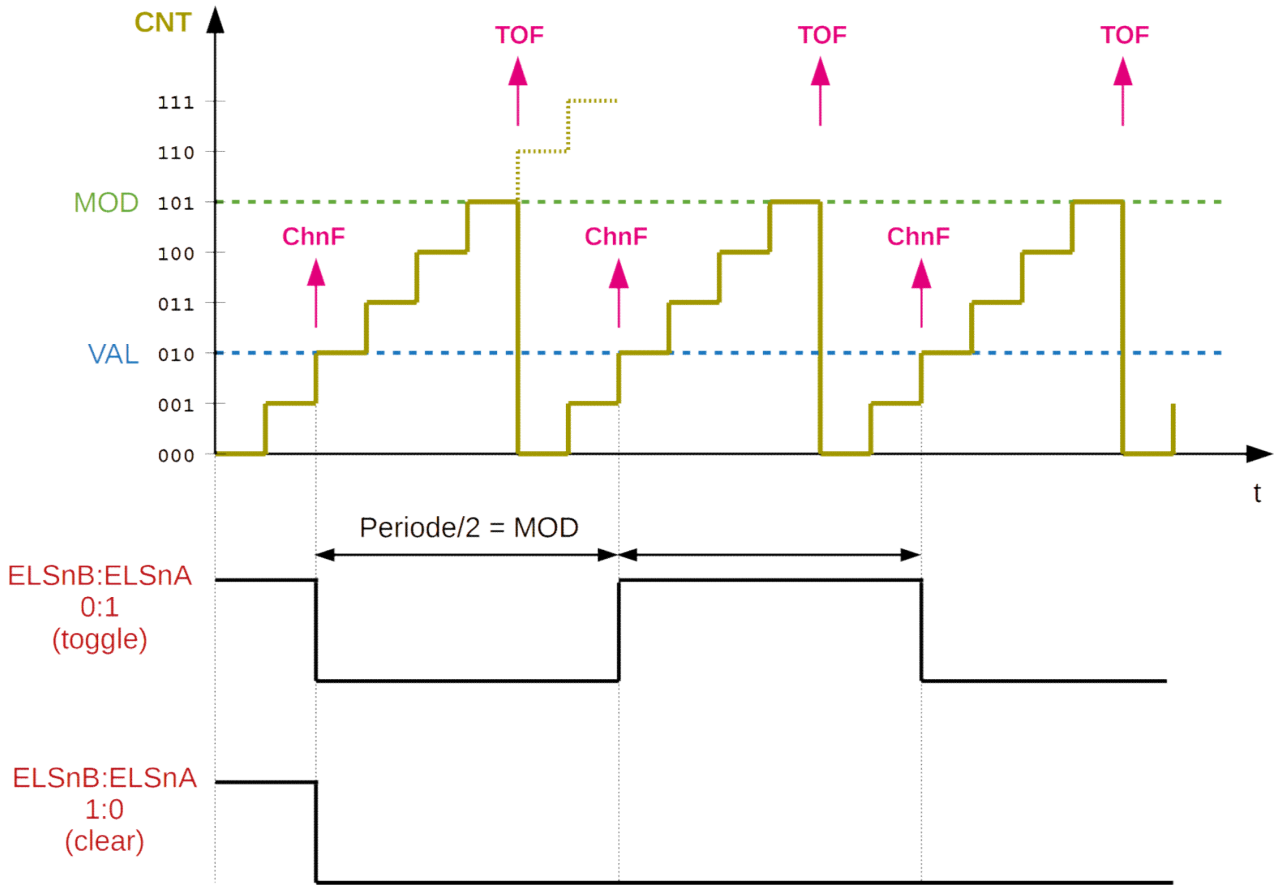 CNT
TOF TOF TOF
111
110
MOD 101
ChnF ChnF ChnF
100
011
VAL 010
001
000
t
Periode/2 = MOD
ELSnB:ELSnA
0:1
(toggle)
ELSnB:ELSnA
1:0
(clear)